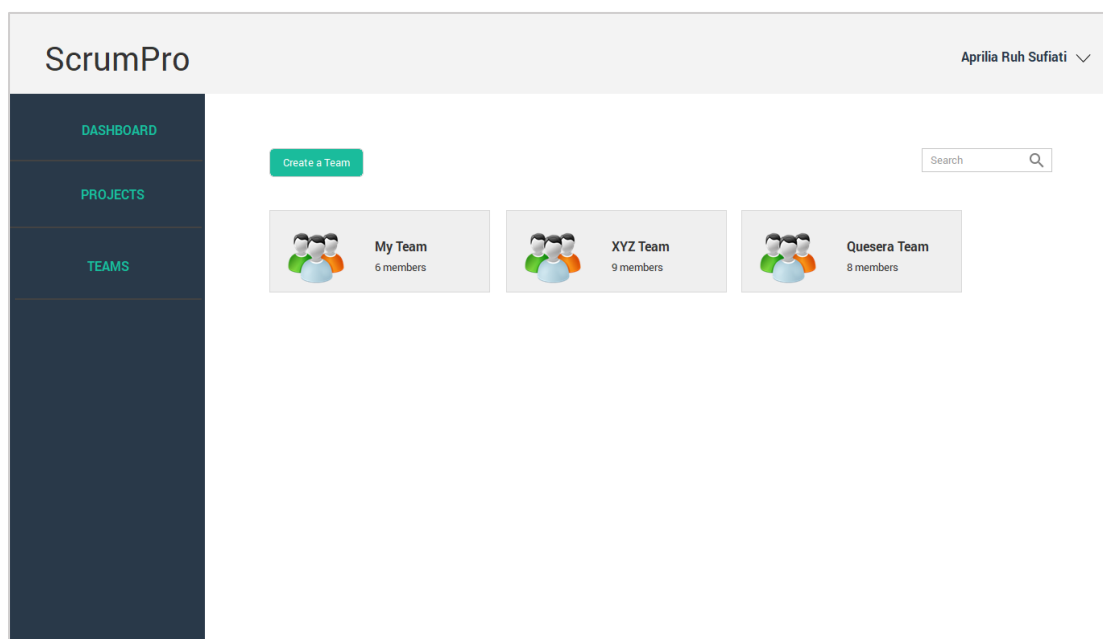 ScrumPro
Aprilia Ruh Sufiati
DASHBOARD
PROJECTS
TEAMS
Create a Team
Search
My Team
6 members
XYZ Team
9 members
Quesera Team
8 members